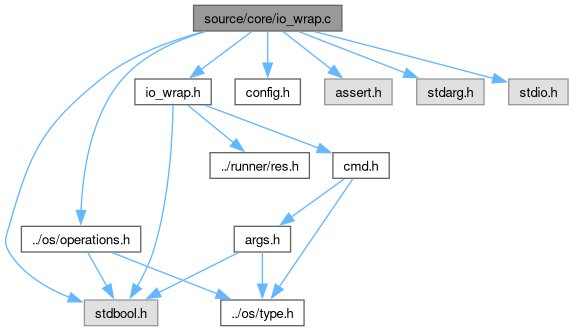 source/core/io_wrap.c
io_wrap.h
config.h
assert.h
stdarg.h
stdio.h
../runner/res.h
cmd.h
../os/operations.h
args.h
stdbool.h
../os/type.h